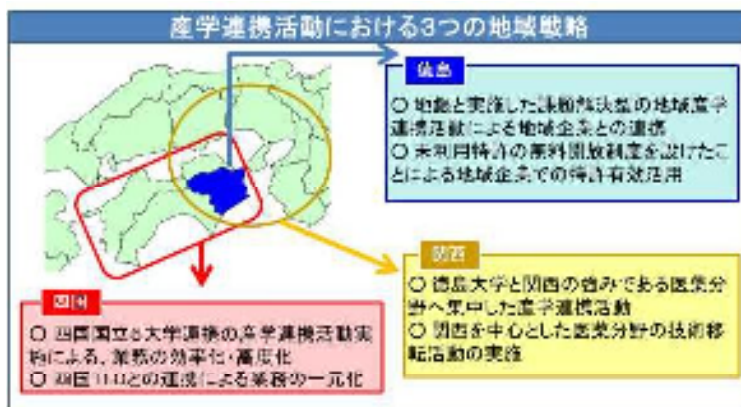 産学連携活動における3つの地域戦略
徳島
○ 地銀と実施した課題解決型の地域産学
連携活動による地域企業との連携
○ 未利用特許の無料開放制度を設けたこ
とによる地域企業での特許有効活用
関西
○ 徳島大学と関西の強みである医薬分
野へ集中した産学連携活動
○ 関西を中心とした医薬分野の技術移
転活動の実施
四国
○ 四国国立5大学連携の産学連携活動実
施による、業務の効率化・高度化
○ 四国TLOとの連携による業務の一元化